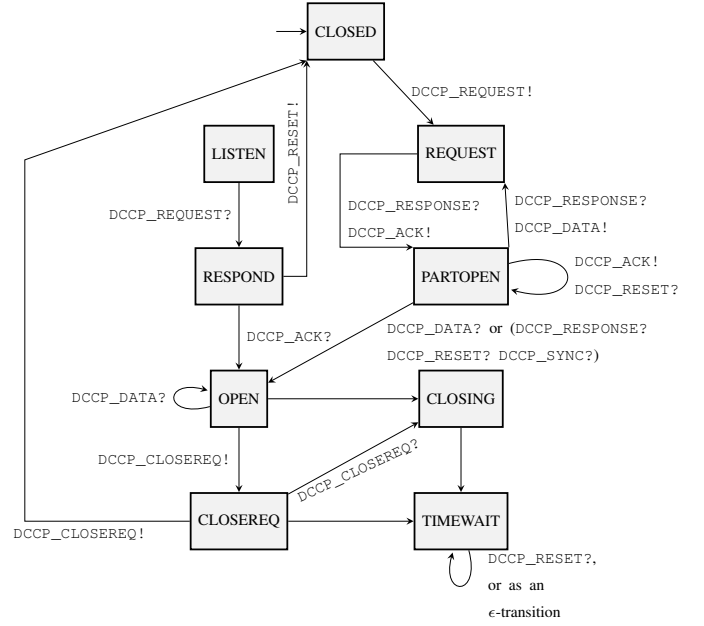 CLOSED
DCCP_REQUEST!
DCCP_RESET!
LISTEN
REQUEST
DCCP_RESPONSE?
DCCP_ACK!
DCCP_RESPONSE?
DCCP_DATA!
DCCP_REQUEST?
RESPOND
PARTOPEN
DCCP_ACK!
DCCP_RESET?
DCCP_ACK?
DCCP_DATA? or (DCCP_RESPONSE?
DCCP_RESET? DCCP_SYNC?)
DCCP_DATA?
OPEN
CLOSING
DCCP_CLOSEREQ!
DCCP_CLOSEREQ?
CLOSEREQ
TIMEWAIT
DCCP_CLOSEREQ!
DCCP_RESET?,
or as an
ϵ-transition